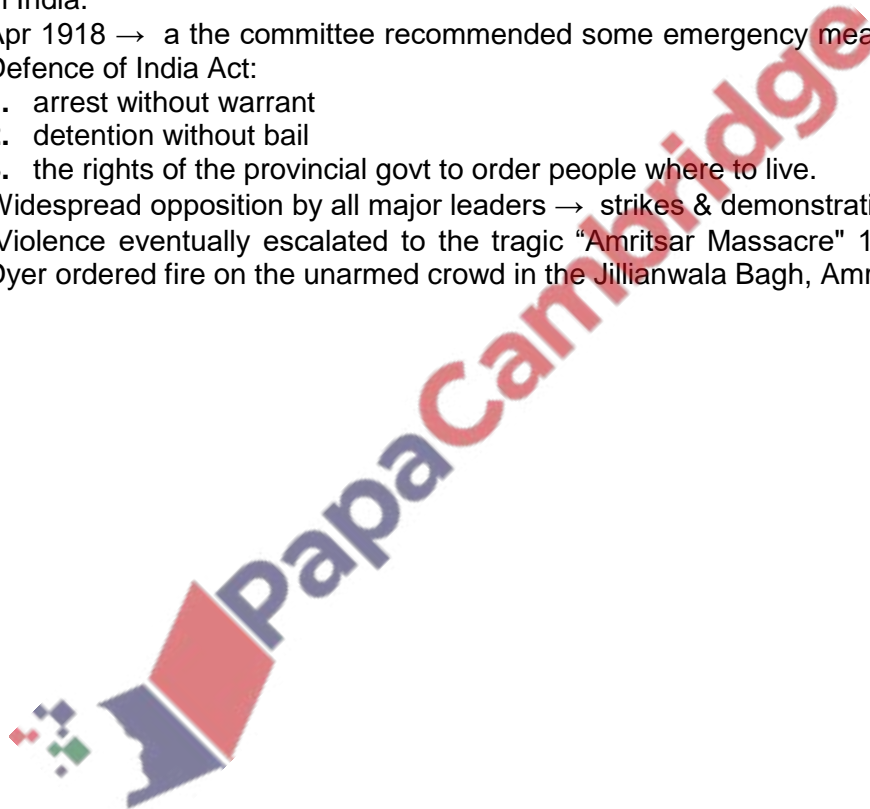 India.
Apr 1918 → a the committee recommended some emergency mea
Defence of India Act:
. arrest without warrant
. detention without bail
. the rights of the provincial govt to order people where to live.
Widespread opposition by all major leaders → strikes & demonstrati
Violence eventually escalated to the tragic “Amritsar Massacre" 1
Dyer ordered fire on the unarmed crowd in the Jillianwala Bagh, Amr
PapaCambridge